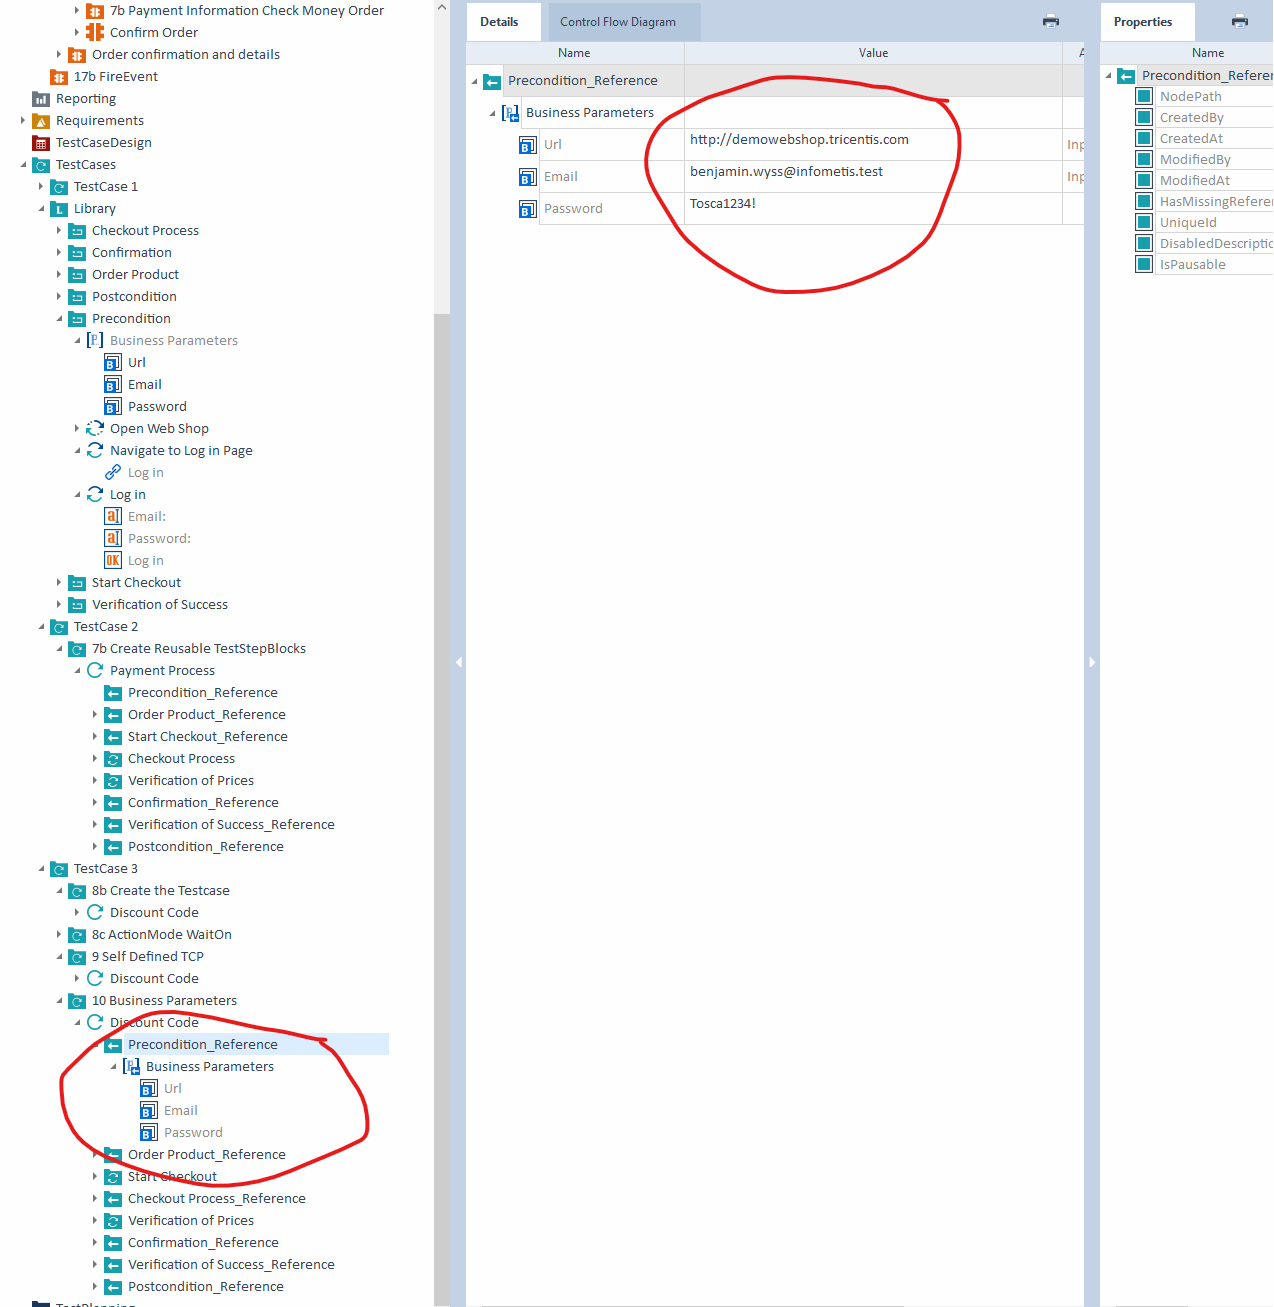 7b Payment Information Check Money Order
Confirm Order
Order confirmation and details
17b FireEvent
Reporting
Requirements
TestCaseDesign
TestCases
TestCase 1
Library
Checkout Process
Confirmation
Order Product
Postcondition
Precondition
Business Parameters
Url
Email
Password
Open Web Shop
Navigate to Log in Page
Log in
Log in
Email:
Password:
Log in
Start Checkout
Verification of Success
TestCase 2
7b Create Reusable TestStepBlocks
Payment Process
Precondition_Reference
Order Product_Reference
Start Checkout_Reference
Checkout Process
Verification of Prices
Confirmation_Reference
Verification of Success_Reference
Postcondition_Reference
TestCase 3
8b Create the Testcase
Discount Code
8c ActionMode WaitOn
9 Self Defined TCP
Discount Code
10 Business Parameters
Discount Code
Precondition_Reference
Business Parameters
Url
Email
Password
Order Product_Reference
Start Checkout
Checkout Process_Reference
Verification of Prices
Confirmation_Reference
Verification of Success_Reference
Postcondition_Reference
Details Control Flow Diagram
Name Value A
Precondition_Reference
Business Parameters
Url http://demowebshop.tricentis.com Inp
Email benjamin.wyss@infometis.test Inp
Password Tosca1234!
Properties
Name
Precondition_Referen
NodePath
CreatedBy
CreatedAt
ModifiedBy
ModifiedAt
HasMissingReferen
UniqueId
DisabledDescriptio
IsPausable